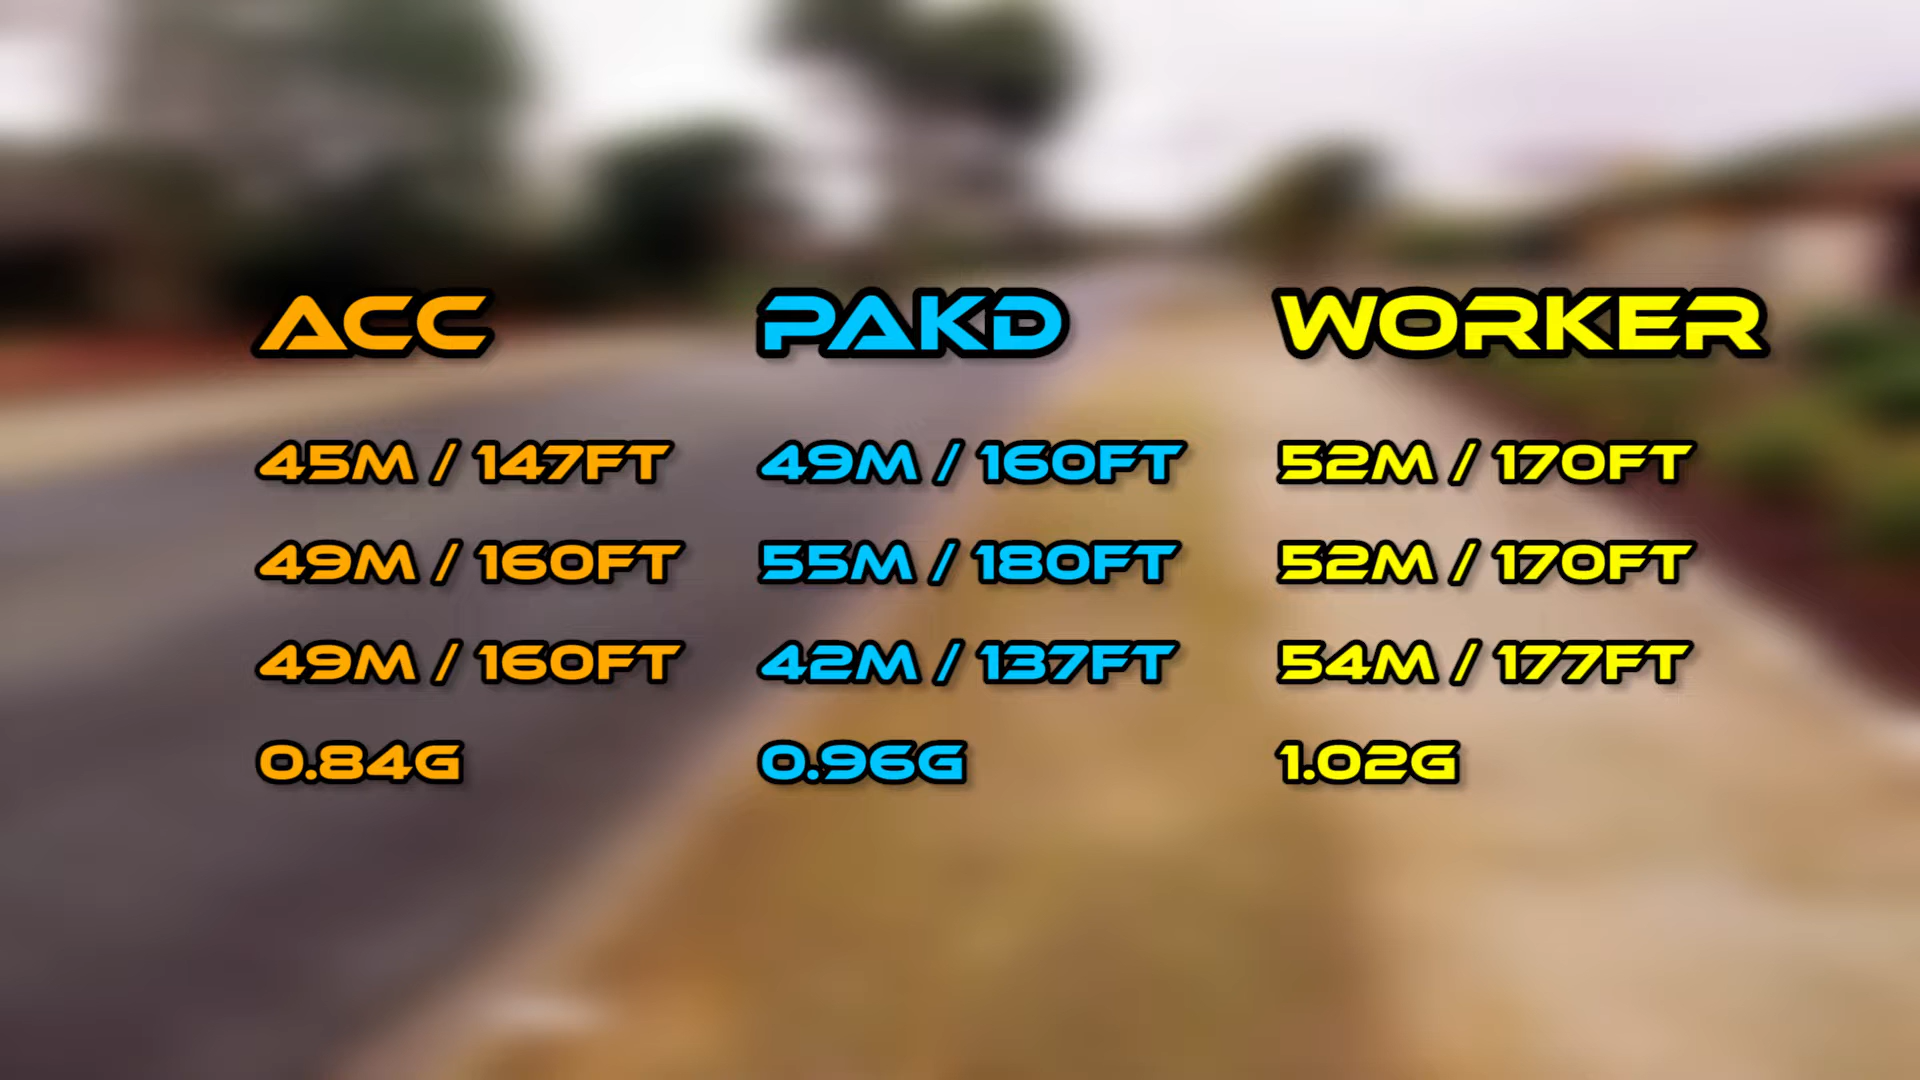 ACC PAKD WORKER
45M / 147FT 49M / 160FT 52M / 170FT
49M / 160FT 55M / 180FT 52M / 170FT
49M / 160FT 42M / 137FT 54M / 177FT
0.84G 0.96G 1.02G